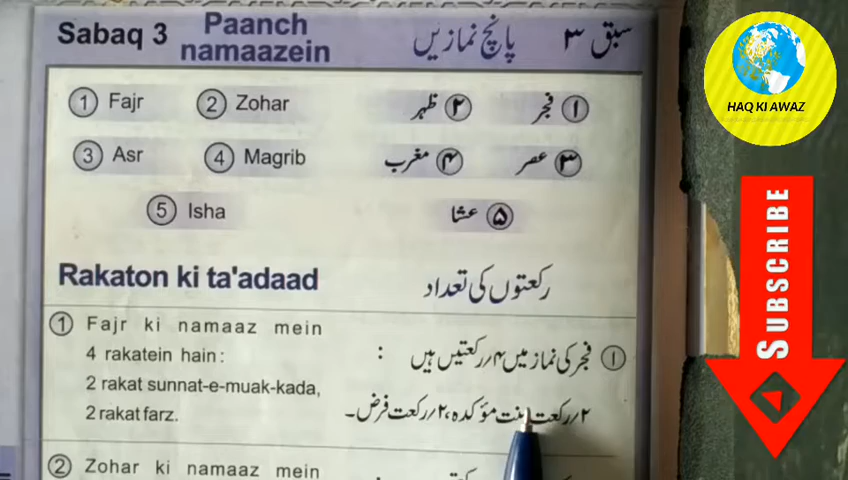 Sabaq 3
Paanch
namaazein
پانچ نمازیں
سبق ۳
① Fajr
② Zohar
۲ ظہر
۱ فجر
③ Asr
④ Magrib
۴ مغرب
۳ عصر
⑤ Isha
۵ عشا
Rakaton ki ta'adaad
رکعتوں کی تعداد
① Fajr ki namaaz mein
4 rakatein hain:
2 rakat sunnat-e-muak-kada,
2 rakat farz.
۱ فجر کی نماز میں ۴؍رکعتیں ہیں :
۲؍رکعت سنت مؤکدہ، ۲؍رکعت فرض۔
② Zohar ki namaaz mein
HAQ KI AWAZ
SUBSCRIBE